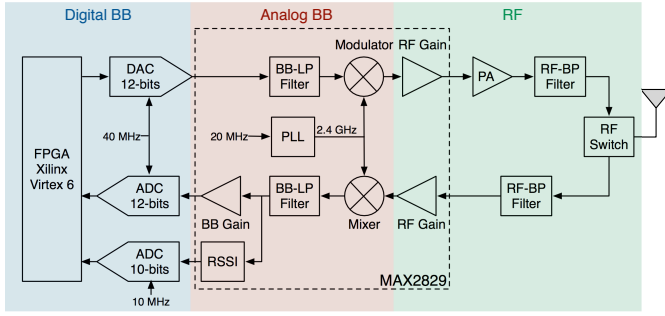 Digital BB
Analog BB
RF
Modulator
RF Gain
DAC
12-bits
BB-LP
Filter
PA
RF-BP
Filter
40 MHz
20 MHz
PLL
2.4 GHz
RF
Switch
FPGA
Xilinx
Virtex 6
ADC
12-bits
BB Gain
BB-LP
Filter
Mixer
RF Gain
RF-BP
Filter
ADC
10-bits
RSSI
10 MHz
MAX2829